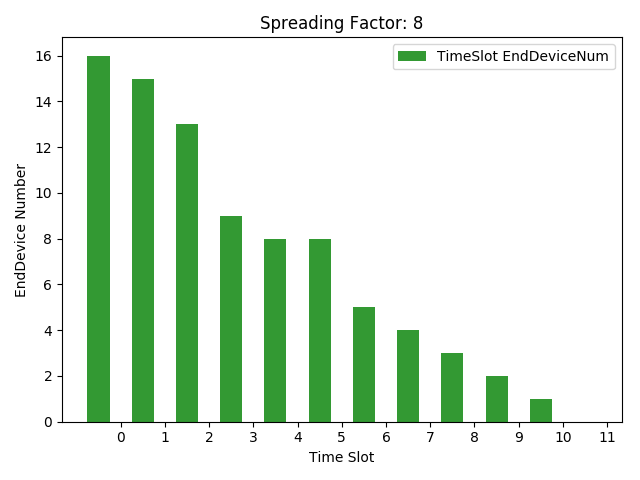 Spreading Factor: 8
TimeSlot EndDeviceNum
EndDevice Number
16
14
12
10
8
6
4
2
0
0 1 2 3 4 5 6 7 8 9 10 11
Time Slot